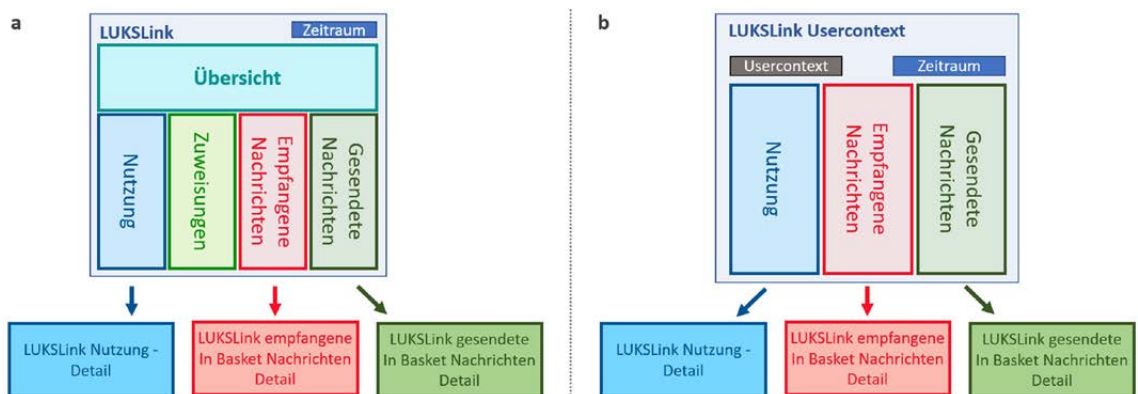 a
LUKSLink
Zeitraum
Übersicht
Nutzung
Zuweisungen
Empfangene
Nachrichten
Gesendete
Nachrichten
LUKSLink Nutzung -
Detail
LUKSLink empfangene
In Basket Nachrichten
Detail
LUKSLink gesendete
In Basket Nachrichten
Detail
b
LUKSLink Usercontext
Usercontext
Zeitraum
Nutzung
Empfangene
Nachrichten
Gesendete
Nachrichten
LUKSLink Nutzung -
Detail
LUKSLink empfangene
In Basket Nachrichten
Detail
LUKSLink gesendete
In Basket Nachrichten
Detail